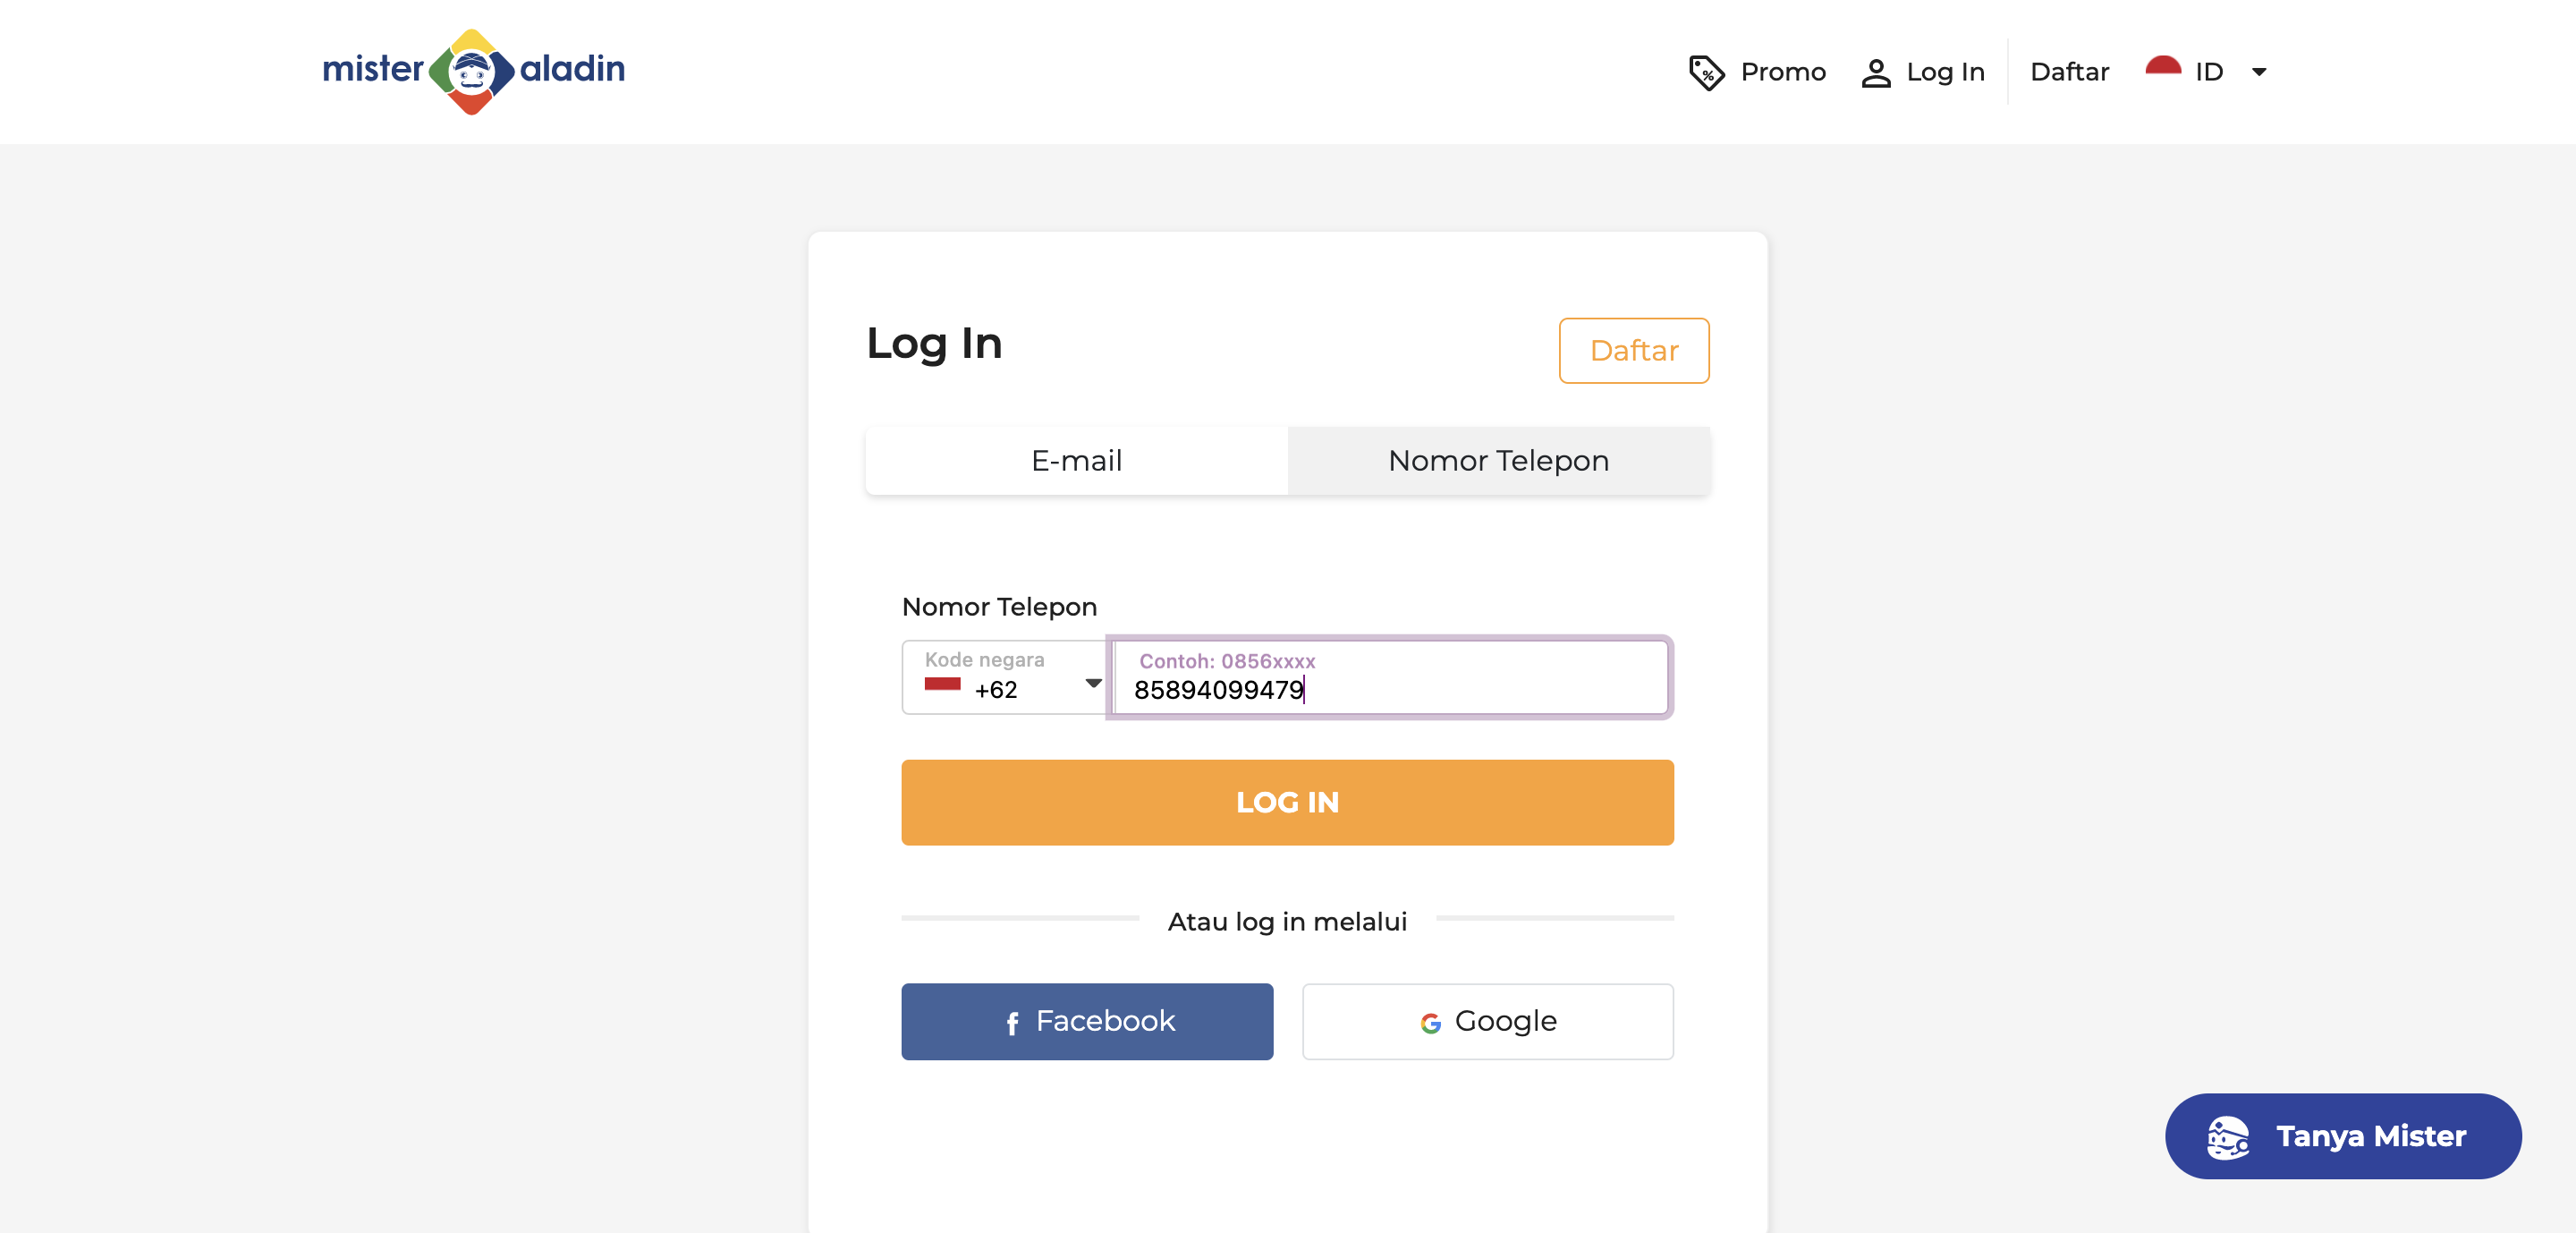 mister aladin
Promo
Log In
Daftar
ID
Log In
Daftar
E-mail
Nomor Telepon
Nomor Telepon
Kode negara
+62
Contoh: 0856xxxx
85894099479
LOG IN
Atau log in melalui
Facebook
Google
Tanya Mister